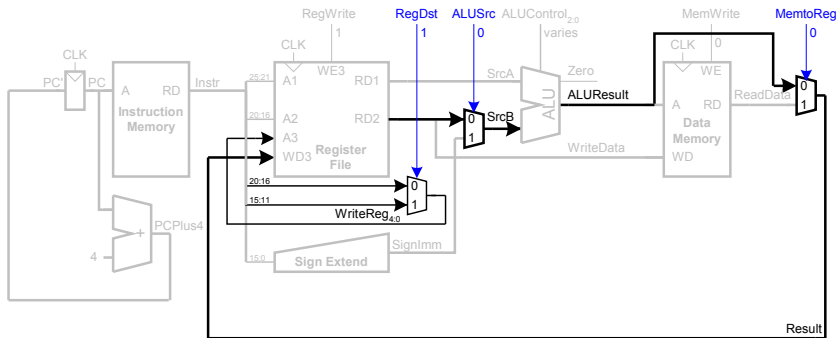 RegWrite RegDst ALUSrc ALUControl2:0 MemWrite MemtoReg
1 1 0 varies 0 0
CLK CLK CLK
PC' PC A RD Instr 25:21 A1 WE3 RD1 SrcA Zero WE 0
Instruction Memory
20:16 A2 RD2 0 SrcB ALU ALUResult A RD ReadData 1
A3 1 Data Memory
WD3 Register File WriteData WD
20:16 0
15:11 1
WriteReg4:0
PCPlus4
+
4
SignImm
15:0 Sign Extend
Result